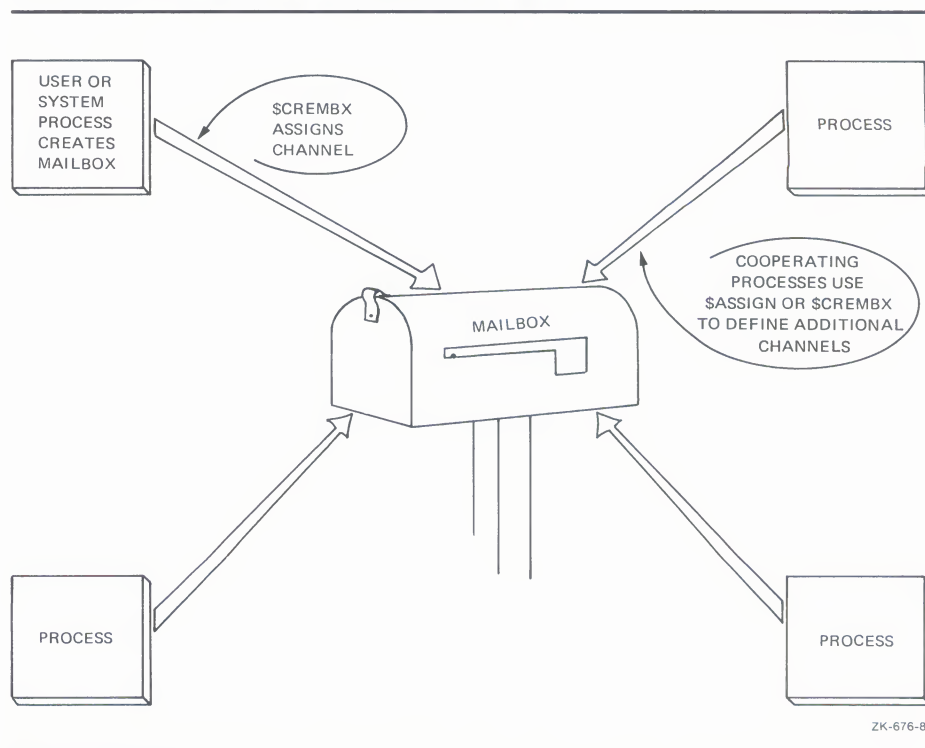 USER OR
SYSTEM
PROCESS
CREATES
MAILBOX
$CREMBX
ASSIGNS
CHANNEL
PROCESS
COOPERATING
PROCESSES USE
$ASSIGN OR $CREMBX
TO DEFINE ADDITIONAL
CHANNELS
MAILBOX
PROCESS
PROCESS
ZK-676-8